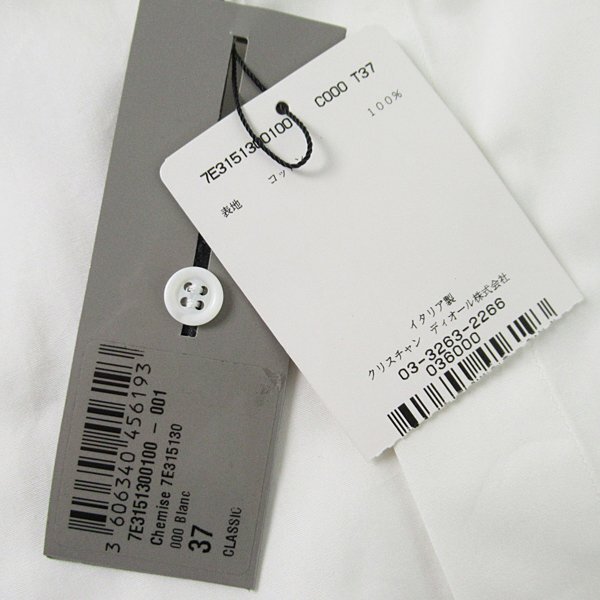 7E3151300100 C000 T37
表地 コットン 100%
イタリア製
クリスチャン ディオール株式会社
03-3263-2266
036000
3 606340 456193
7E3151300100 - 001
Chemise 7E315130
000 Blanc
37
CLASSIC